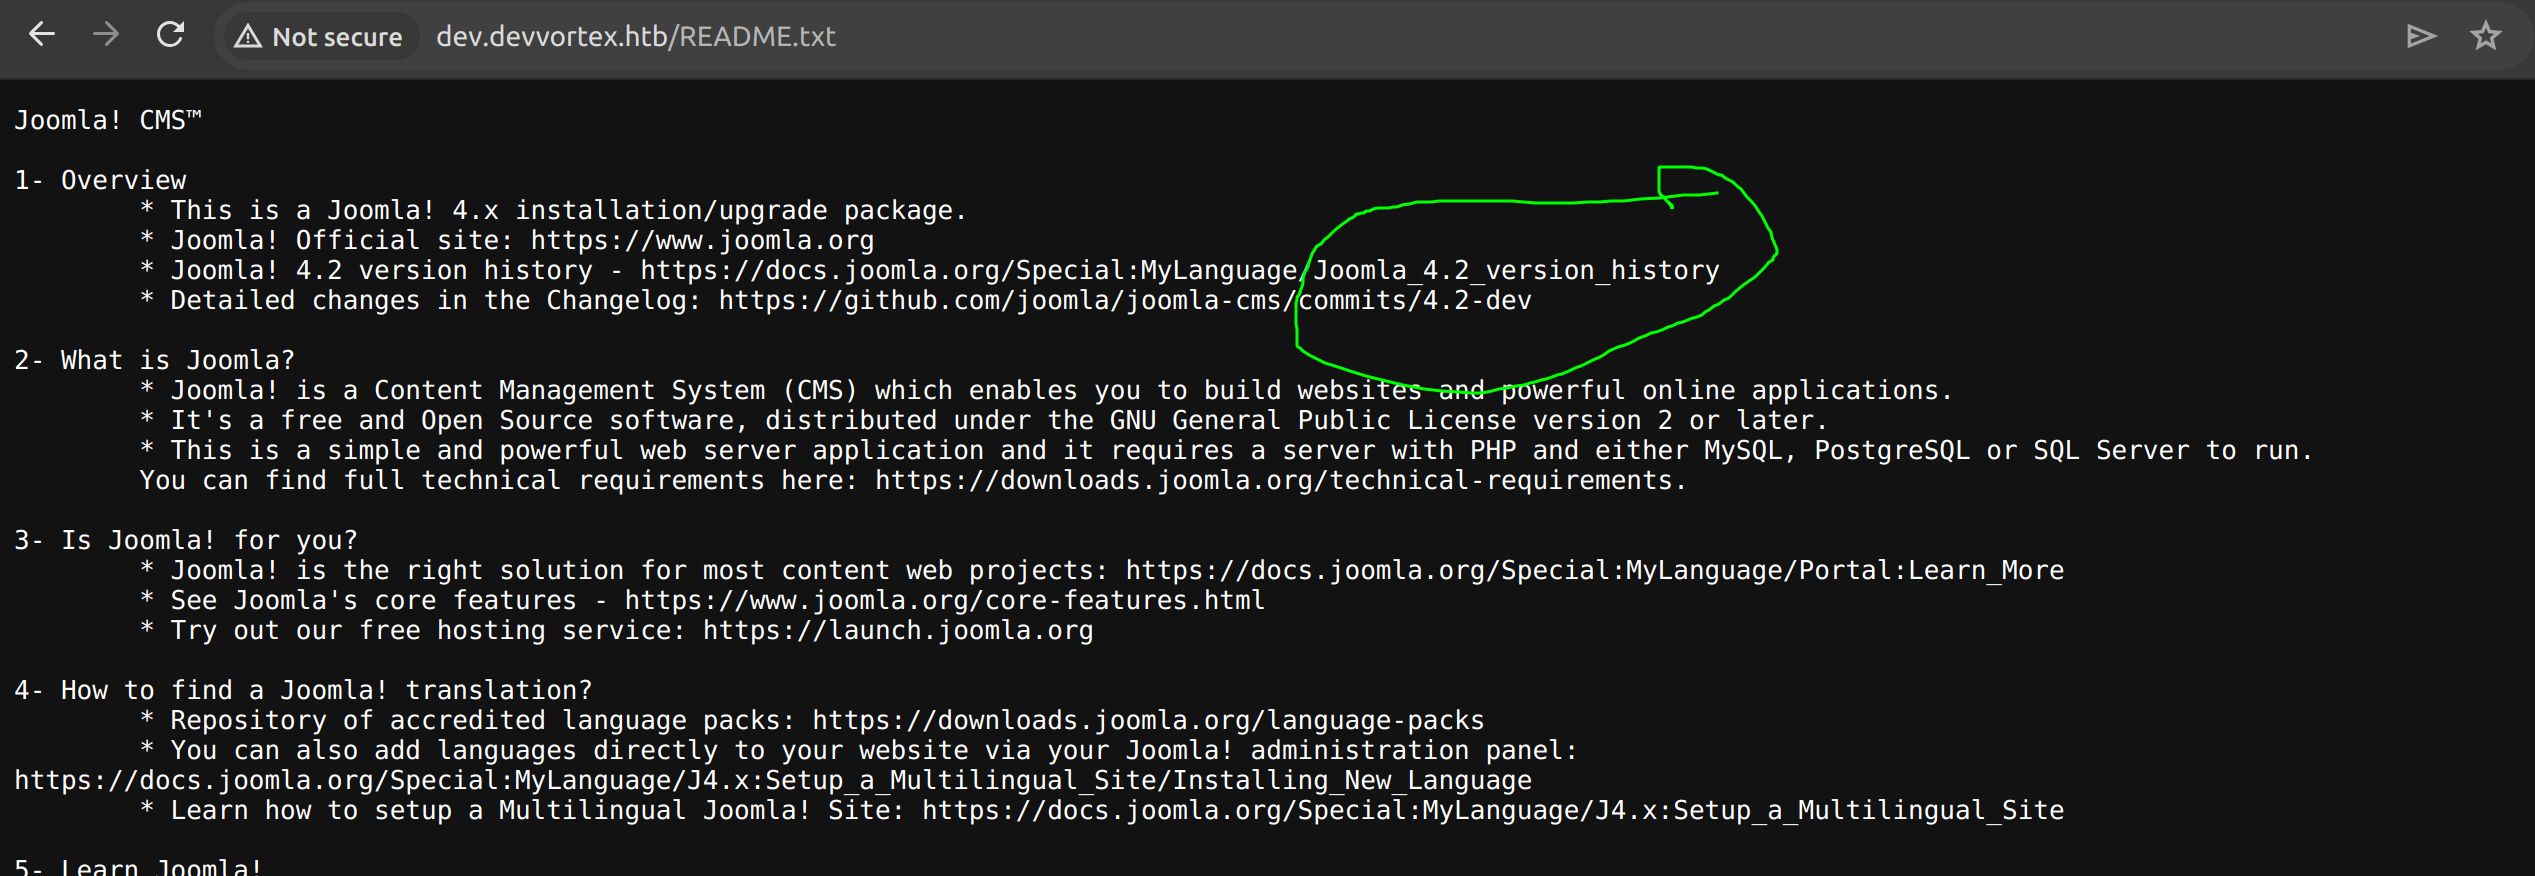 Not secure dev.devvortex.htb/README.txt
Joomla! CMS™
1- Overview
* This is a Joomla! 4.x installation/upgrade package.
* Joomla! Official site: https://www.joomla.org
* Joomla! 4.2 version history - https://docs.joomla.org/Special:MyLanguage/Joomla_4.2_version_history
* Detailed changes in the Changelog: https://github.com/joomla/joomla-cms/commits/4.2-dev
2- What is Joomla?
* Joomla! is a Content Management System (CMS) which enables you to build websites and powerful online applications.
* It's a free and Open Source software, distributed under the GNU General Public License version 2 or later.
* This is a simple and powerful web server application and it requires a server with PHP and either MySQL, PostgreSQL or SQL Server to run.
You can find full technical requirements here: https://downloads.joomla.org/technical-requirements.
3- Is Joomla! for you?
* Joomla! is the right solution for most content web projects: https://docs.joomla.org/Special:MyLanguage/Portal:Learn_More
* See Joomla's core features - https://www.joomla.org/core-features.html
* Try out our free hosting service: https://launch.joomla.org
4- How to find a Joomla! translation?
* Repository of accredited language packs: https://downloads.joomla.org/language-packs
* You can also add languages directly to your website via your Joomla! administration panel:
https://docs.joomla.org/Special:MyLanguage/J4.x:Setup_a_Multilingual_Site/Installing_New_Language
* Learn how to setup a Multilingual Joomla! Site: https://docs.joomla.org/Special:MyLanguage/J4.x:Setup_a_Multilingual_Site
5- Learn Joomla!